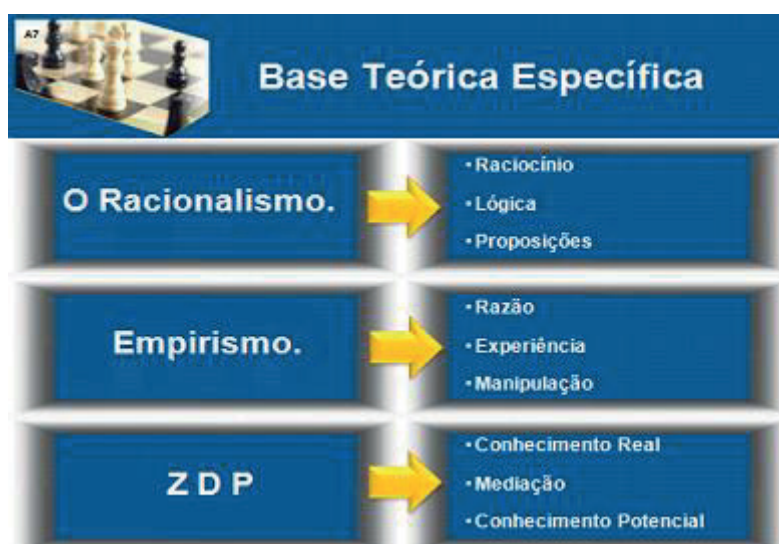 A7
Base Teórica Específica
O Racionalismo.
•Raciocínio
•Lógica
•Proposições
Empirismo.
•Razão
•Experiência
•Manipulação
Z D P
•Conhecimento Real
•Mediação
•Conhecimento Potencial